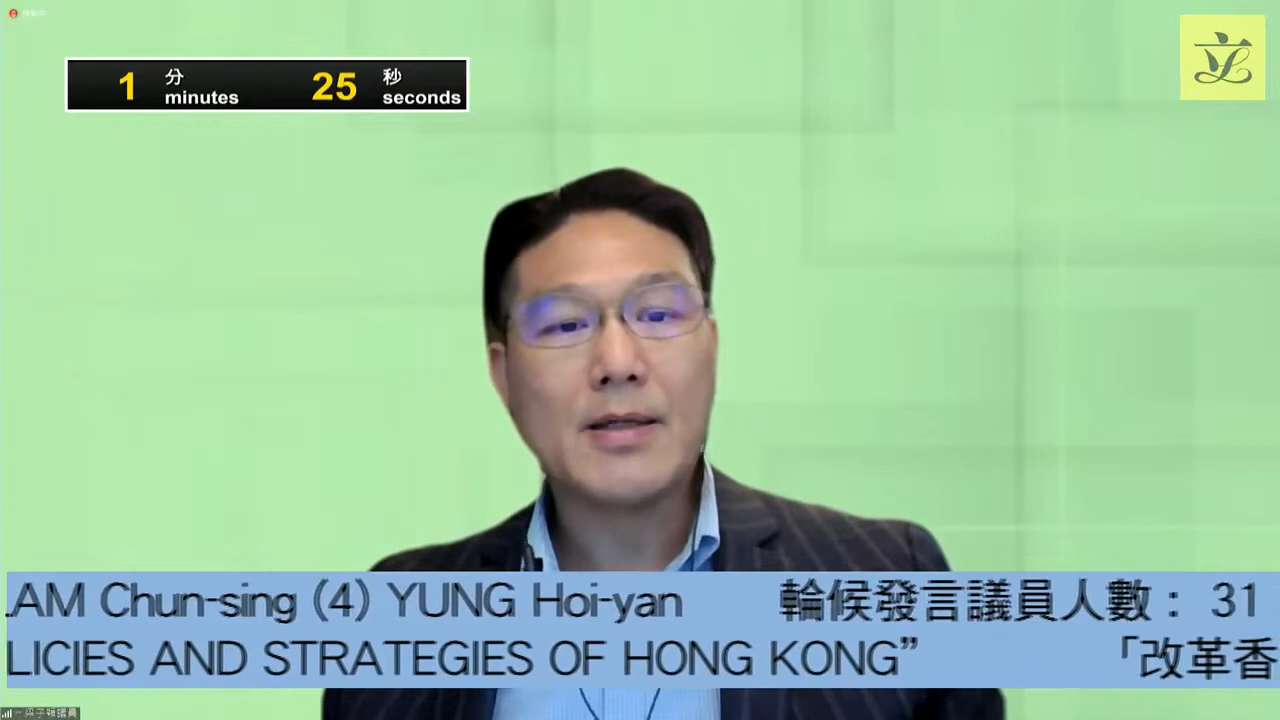 1 分 minutes 25 秒 seconds
立
AM Chun-sing (4) YUNG Hoi-yan 輪候發言議員人數： 31
LICIES AND STRATEGIES OF HONG KONG” 「改革香